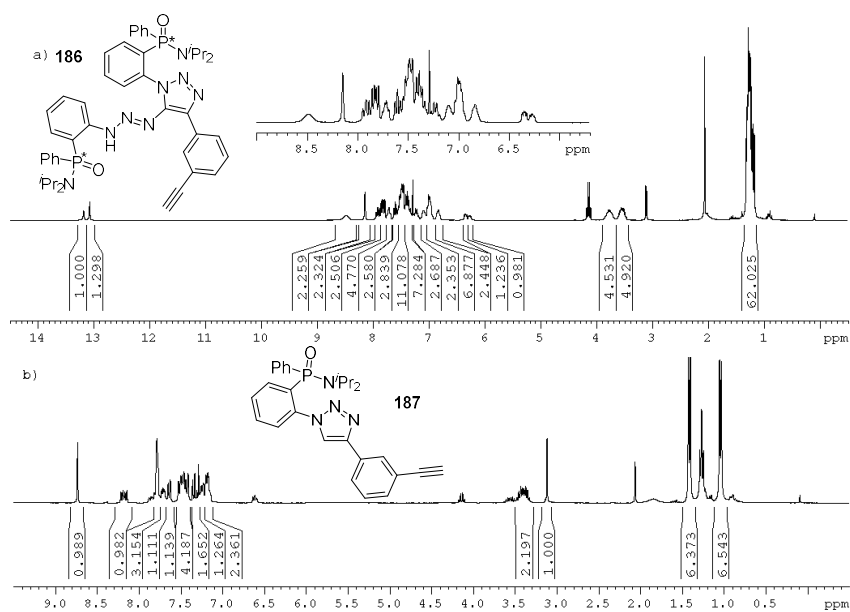 a) 186
Ph O
P*
NⁱPr₂
N N
N
N N
N
H
Ph P* O
N
ⁱPr₂
8.5 8.0 7.5 7.0 6.5 ppm
1.000 1.298 2.259 2.324 2.506 4.770 2.580 2.839 11.078 7.284 2.687 2.353 6.877 2.448 1.236 0.981 4.531 4.920 62.025
14 13 12 11 10 9 8 7 6 5 4 3 2 1 ppm
b)
Ph O
P
NⁱPr₂
187
N N
N
0.989 0.982 3.154 1.111 1.139 4.187 1.652 1.264 2.361 2.197 1.000 6.373 6.543
9.0 8.5 8.0 7.5 7.0 6.5 6.0 5.5 5.0 4.5 4.0 3.5 3.0 2.5 2.0 1.5 1.0 0.5 ppm